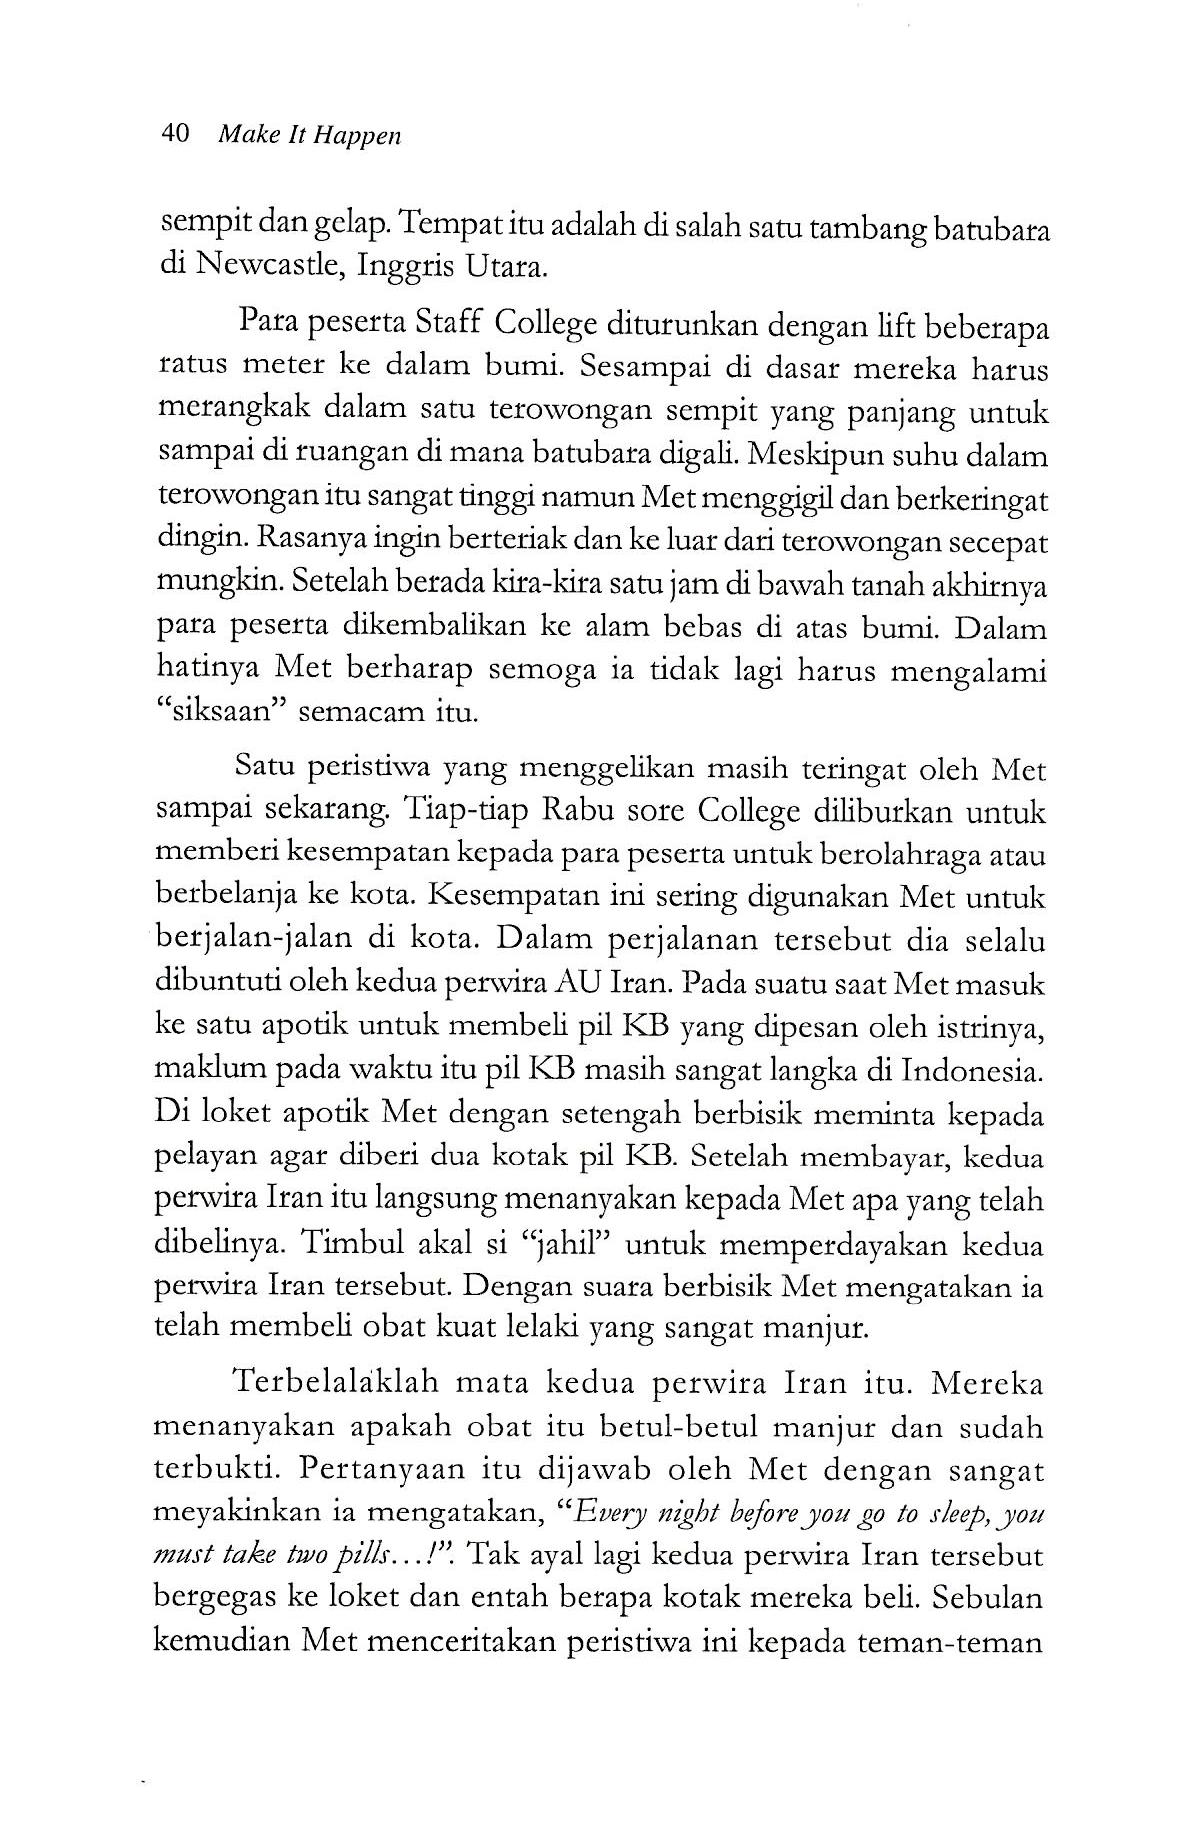 40 Make It Happen
sempit dan gelap. Tempat itu adalah di salah satu tambang batubara
di Newcastle, Inggris Utara.
Para peserta Staff College diturunkan dengan lift beberapa
ratus meter ke dalam bumi. Sesampai di dasar mereka harus
merangkak dalam satu terowongan sempit yang panjang untuk
sampai di ruangan di mana batubara digali. Meskipun suhu dalam
terowongan itu sangat tinggi namun Met menggigil dan berkeringat
dingin. Rasanya ingin berteriak dan ke luar dari terowongan secepat
mungkin. Setelah berada kira-kira satu jam di bawah tanah akhirnya
para peserta dikembalikan ke alam bebas di atas bumi. Dalam
hatinya Met berharap semoga ia tidak lagi harus mengalami
“siksaan” semacam itu.
Satu peristiwa yang menggelikan masih teringat oleh Met
sampai sekarang. Tiap-tiap Rabu sore College diliburkan untuk
memberi kesempatan kepada para peserta untuk berolahraga atau
berbelanja ke kota. Kesempatan ini sering digunakan Met untuk
berjalan-jalan di kota. Dalam perjalanan tersebut dia selalu
dibuntuti oleh kedua perwira AU Iran. Pada suatu saat Met masuk
ke satu apotik untuk membeli pil KB yang dipesan oleh istrinya,
maklum pada waktu itu pil KB masih sangat langka di Indonesia.
Di loket apotik Met dengan setengah berbisik meminta kepada
pelayan agar diberi dua kotak pil KB. Setelah membayar, kedua
perwira Iran itu langsung menanyakan kepada Met apa yang telah
dibelinya. Timbul akal si “jahil” untuk memperdayakan kedua
perwira Iran tersebut. Dengan suara berbisik Met mengatakan ia
telah membeli obat kuat lelaki yang sangat manjur.
Terbelalaklah mata kedua perwira Iran itu. Mereka
menanyakan apakah obat itu betul-betul manjur dan sudah
terbukti. Pertanyaan itu dijawab oleh Met dengan sangat
meyakinkan ia mengatakan, “Every night before you go to sleep, you
must take two pills...!”. Tak ayal lagi kedua perwira Iran tersebut
bergegas ke loket dan entah berapa kotak mereka beli. Sebulan
kemudian Met menceritakan peristiwa ini kepada teman-teman